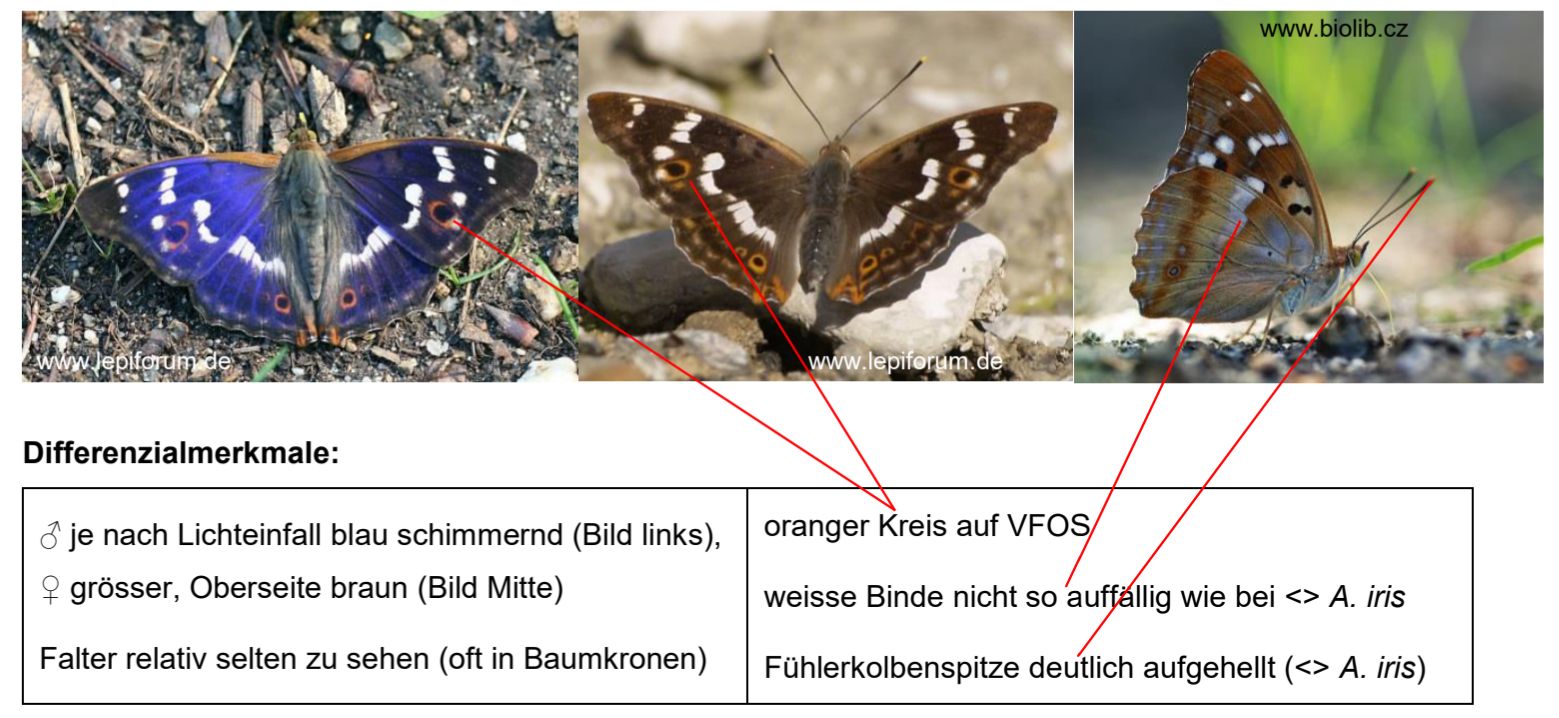 www.biolib.cz
www.lepiforum.de
www.lepiforum.de
Differenzialmerkmale:
♂ je nach Lichteinfall blau schimmernd (Bild links),
♀ grösser, Oberseite braun (Bild Mitte)
Falter relativ selten zu sehen (oft in Baumkronen)
oranger Kreis auf VFOS
weisse Binde nicht so auffällig wie bei <> A. iris
Fühlerkolbenspitze deutlich aufgehellt (<> A. iris)